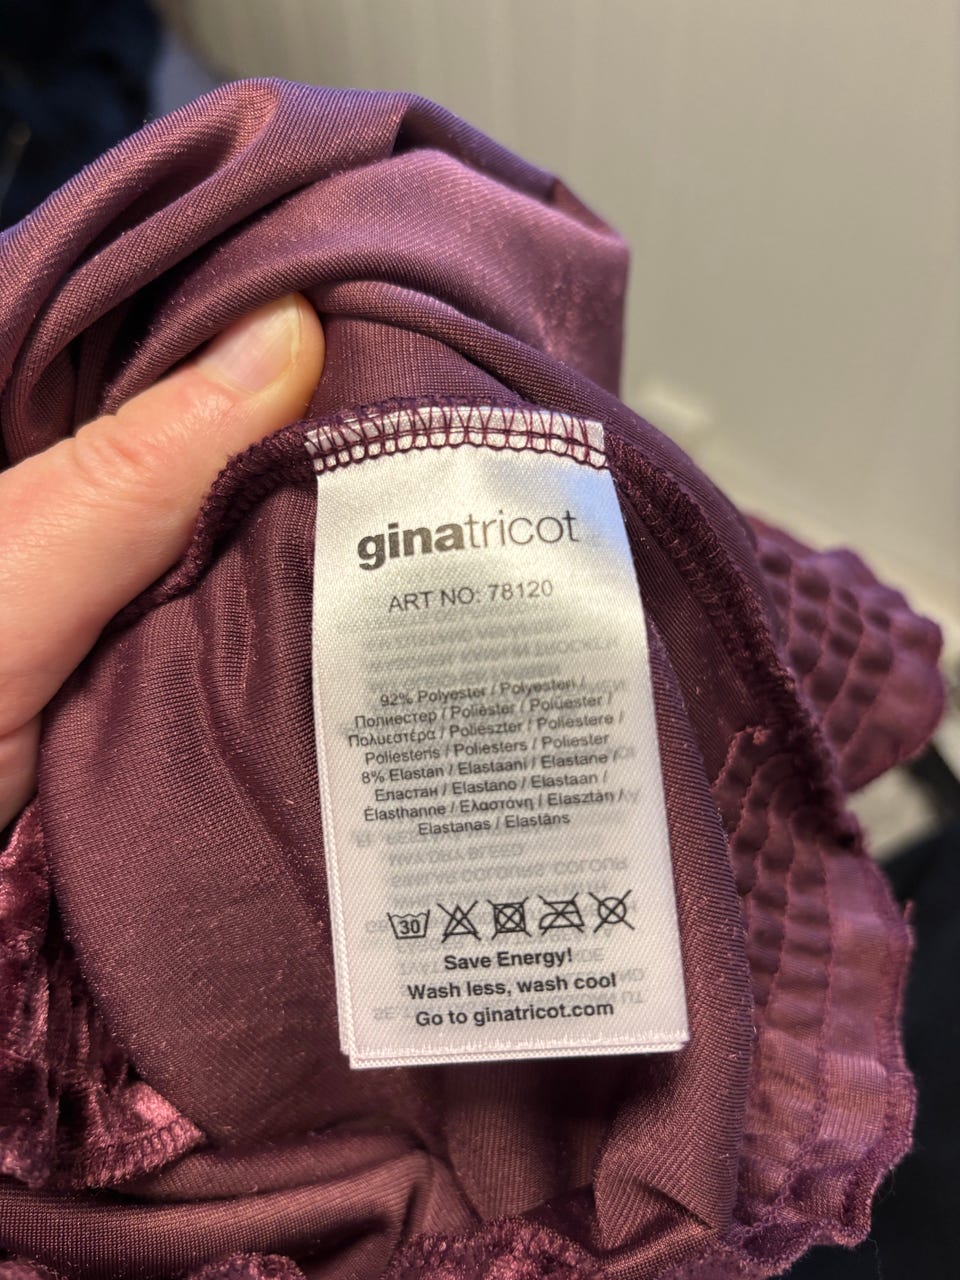 ginatricot
ART NO: 78120
92% Polyester / Polyesteri /
Полиестер / Poliéster / Polüester /
Πολυεστέρα / Poliészter / Poliestere /
Poliesteris / Poliesters / Poliester
8% Elastan / Elastaani / Elastane /
Еластан / Elastano / Elastaan /
Élasthanne / Ελαστάνη / Elasztán /
Elastanas / Elastāns
30
Save Energy!
Wash less, wash cool
Go to ginatricot.com